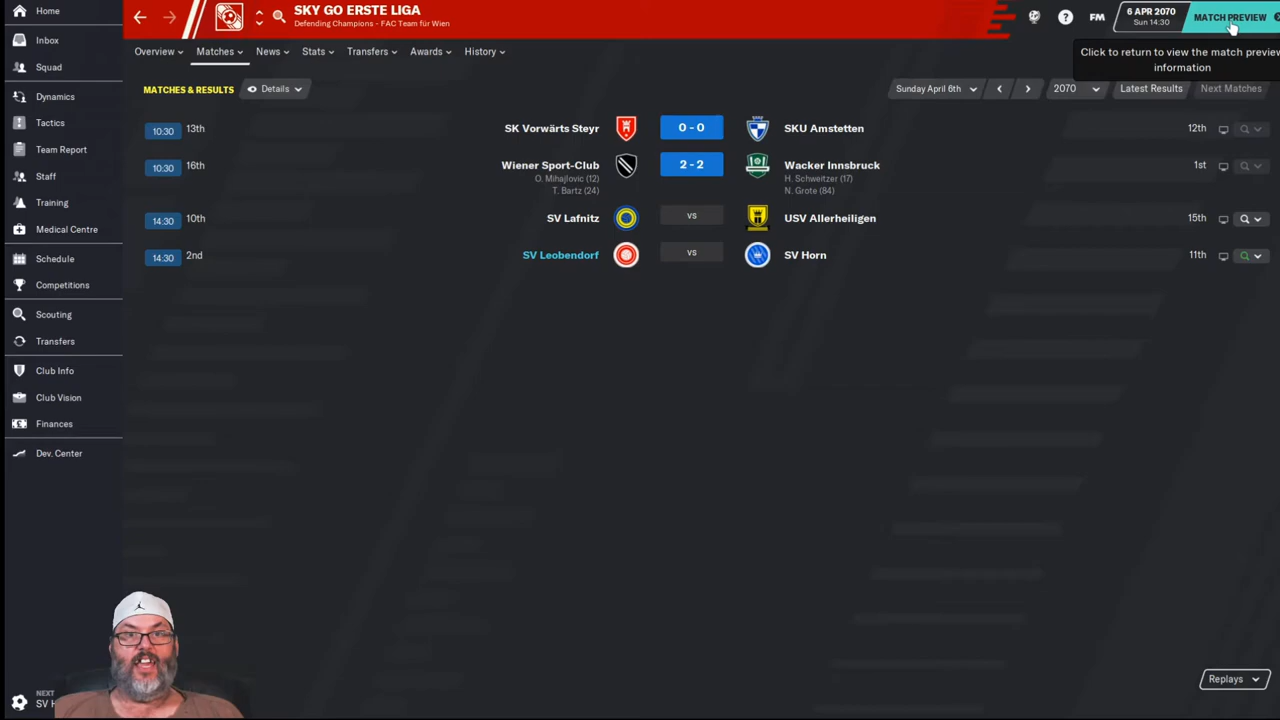 Home
SKY GO ERSTE LIGA
Defending Champions - FAC Team für Wien
FM
6 APR 2070
Sun 14:30
MATCH PREVIEW
Click to return to view the match preview
information
Inbox
Squad
Dynamics
Tactics
Team Report
Staff
Training
Medical Centre
Schedule
Competitions
Scouting
Transfers
Club Info
Club Vision
Finances
Dev. Center
NEXT
SV H
Overview Matches News Stats Transfers Awards History
MATCHES & RESULTS Details Sunday April 6th 2070 Latest Results Next Matches
10:30 13th SK Vorwärts Steyr 0 - 0 SKU Amstetten 12th
10:30 16th Wiener Sport-Club 2 - 2 Wacker Innsbruck 1st
O. Mihajlovic (12) H. Schweitzer (17)
T. Bartz (24) N. Grote (84)
14:30 10th SV Lafnitz vs USV Allerheiligen 15th
14:30 2nd SV Leobendorf vs SV Horn 11th
Replays